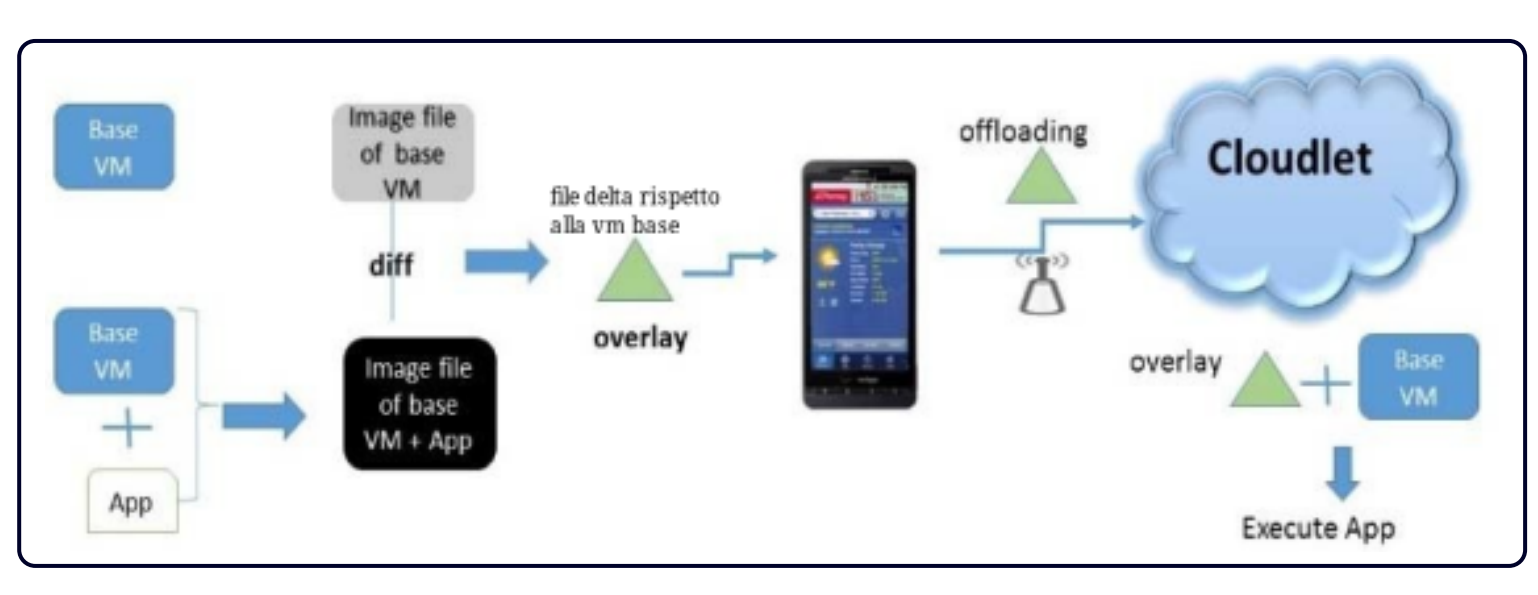 Base
VM
Image file
of base
VM
diff
Base
VM
App
Image file
of base
VM + App
file delta rispetto
alla vm base
overlay
offloading
Cloudlet
overlay
Base
VM
Execute App